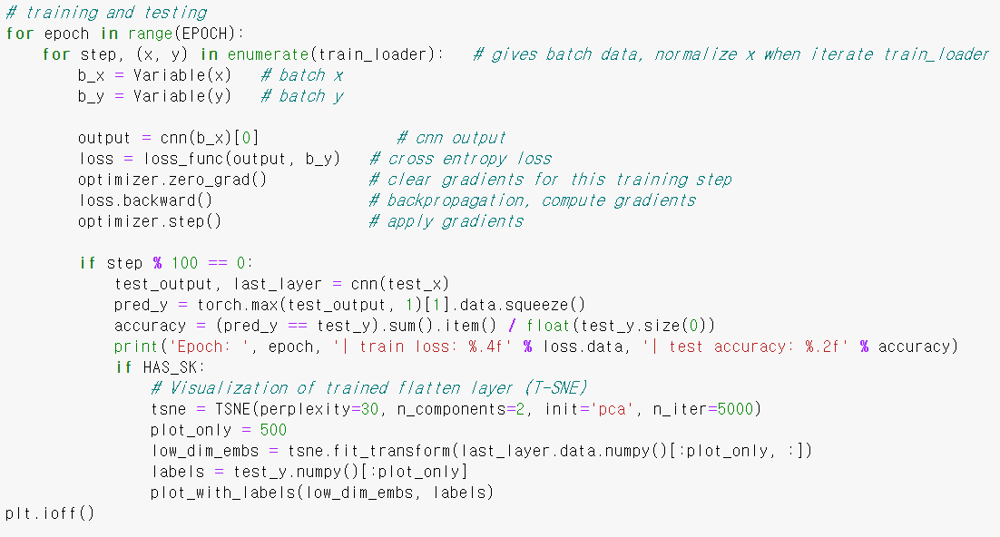 # training and testing
for epoch in range(EPOCH):
    for step, (x, y) in enumerate(train_loader):   # gives batch data, normalize x when iterate train_loader
        b_x = Variable(x)   # batch x
        b_y = Variable(y)   # batch y

        output = cnn(b_x)[0]               # cnn output
        loss = loss_func(output, b_y)   # cross entropy loss
        optimizer.zero_grad()           # clear gradients for this training step
        loss.backward()                 # backpropagation, compute gradients
        optimizer.step()                # apply gradients

        if step % 100 == 0:
            test_output, last_layer = cnn(test_x)
            pred_y = torch.max(test_output, 1)[1].data.squeeze()
            accuracy = (pred_y == test_y).sum().item() / float(test_y.size(0))
            print('Epoch: ', epoch, '| train loss: %.4f' % loss.data, '| test accuracy: %.2f' % accuracy)
            if HAS_SK:
                # Visualization of trained flatten layer (T-SNE)
                tsne = TSNE(perplexity=30, n_components=2, init='pca', n_iter=5000)
                plot_only = 500
                low_dim_embs = tsne.fit_transform(last_layer.data.numpy()[:plot_only, :])
                labels = test_y.numpy()[:plot_only]
                plot_with_labels(low_dim_embs, labels)
plt.ioff()